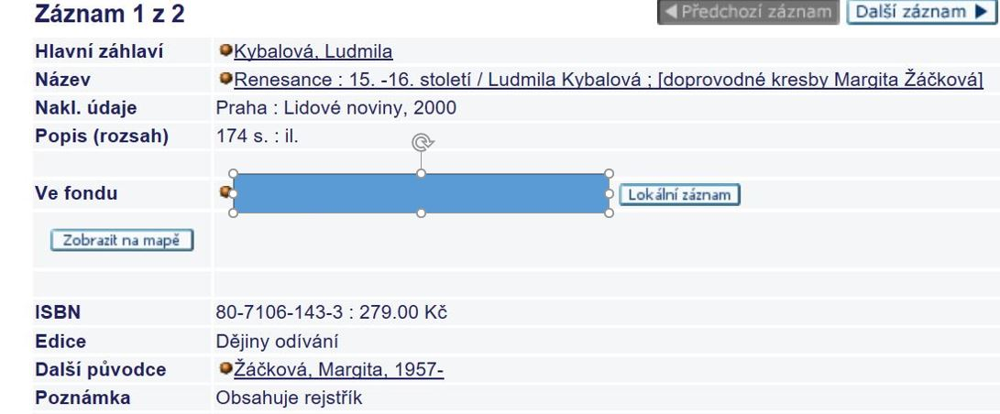 Záznam 1 z 2
Předchozí záznam
Další záznam
Hlavní záhlaví Kybalová, Ludmila
Název Renesance : 15. -16. století / Ludmila Kybalová ; [doprovodné kresby Margita Žáčková]
Nakl. údaje Praha : Lidové noviny, 2000
Popis (rozsah) 174 s. : il.
Ve fondu Lokální záznam
Zobrazit na mapě
ISBN 80-7106-143-3 : 279.00 Kč
Edice Dějiny odívání
Další původce Žáčková, Margita, 1957-
Poznámka Obsahuje rejstřík